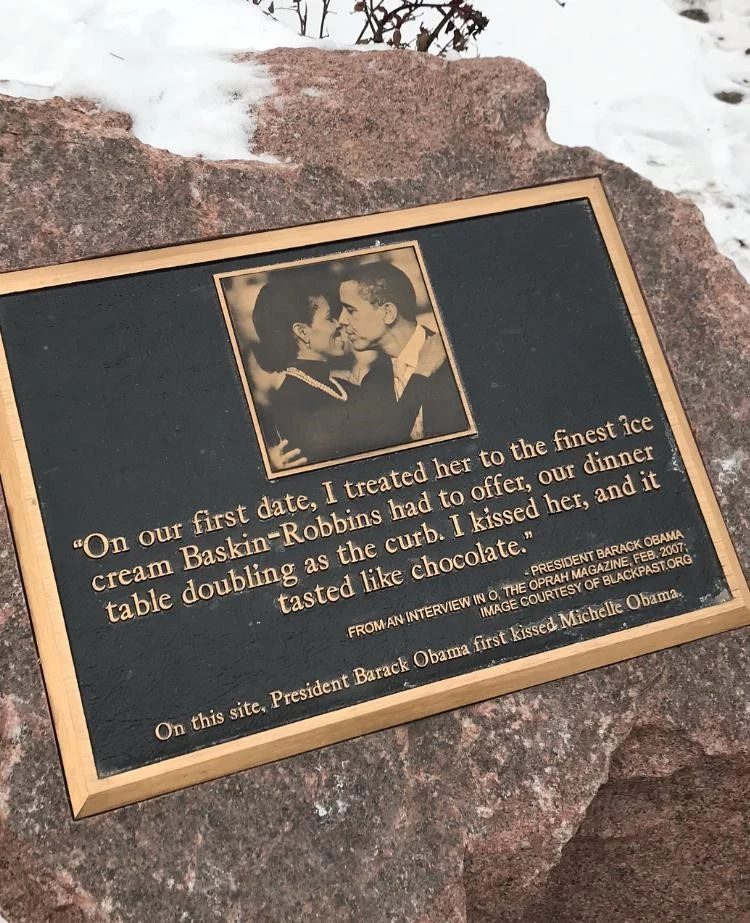 “On our first date, I treated her to the finest ice
cream Baskin-Robbins had to offer, our dinner
table doubling as the curb. I kissed her, and it
tasted like chocolate.”
- PRESIDENT BARACK OBAMA
FROM AN INTERVIEW IN O, THE OPRAH MAGAZINE, FEB. 2007;
IMAGE COURTESY OF BLACKPAST.ORG
On this site, President Barack Obama first kissed Michelle Obama.